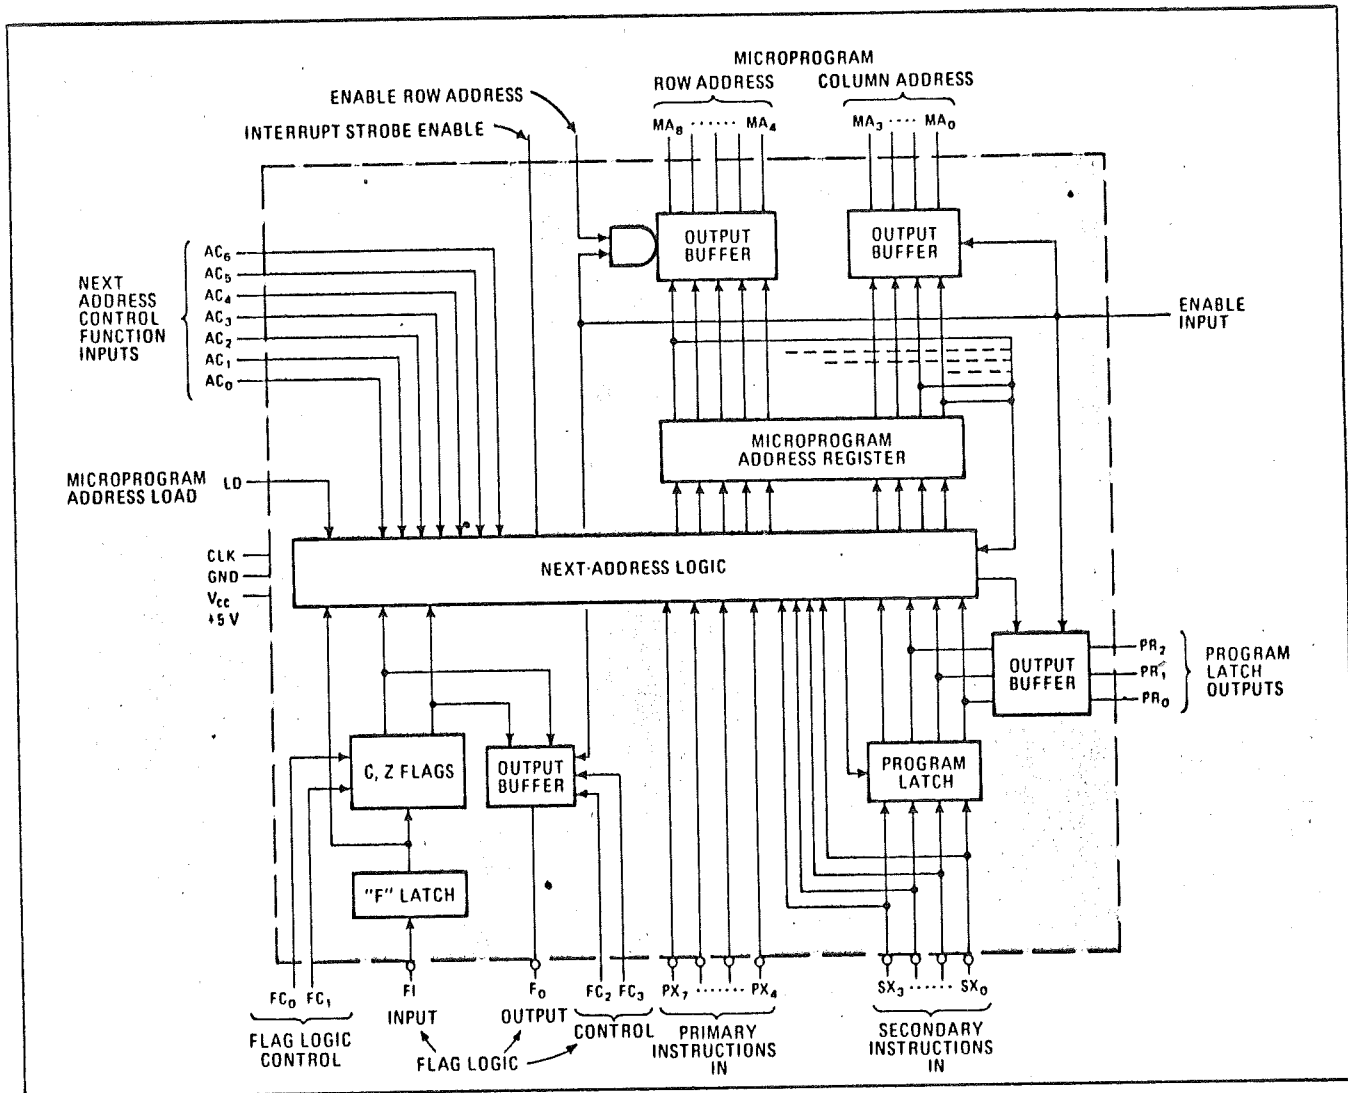 MICROPROGRAM
ROW ADDRESS
COLUMN ADDRESS
ENABLE ROW ADDRESS
INTERRUPT STROBE ENABLE
MA8 ······ MA4
MA3 ···· MA0
OUTPUT
BUFFER
OUTPUT
BUFFER
NEXT
ADDRESS
CONTROL
FUNCTION
INPUTS
AC6
AC5
AC4
AC3
AC2
AC1
AC0
ENABLE
INPUT
MICROPROGRAM
ADDRESS REGISTER
MICROPROGRAM
ADDRESS LOAD
LD
CLK
GND
VCC
+5 V
NEXT-ADDRESS LOGIC
OUTPUT
BUFFER
PR2
PR1
PR0
PROGRAM
LATCH
OUTPUTS
C, Z FLAGS
OUTPUT
BUFFER
PROGRAM
LATCH
"F" LATCH
FC0 FC1
FI
F0
FC2 FC3
PX7 ······· PX4
SX3 ······ SX0
FLAG LOGIC
CONTROL
INPUT
OUTPUT
CONTROL
FLAG LOGIC
PRIMARY
INSTRUCTIONS
IN
SECONDARY
INSTRUCTIONS
IN